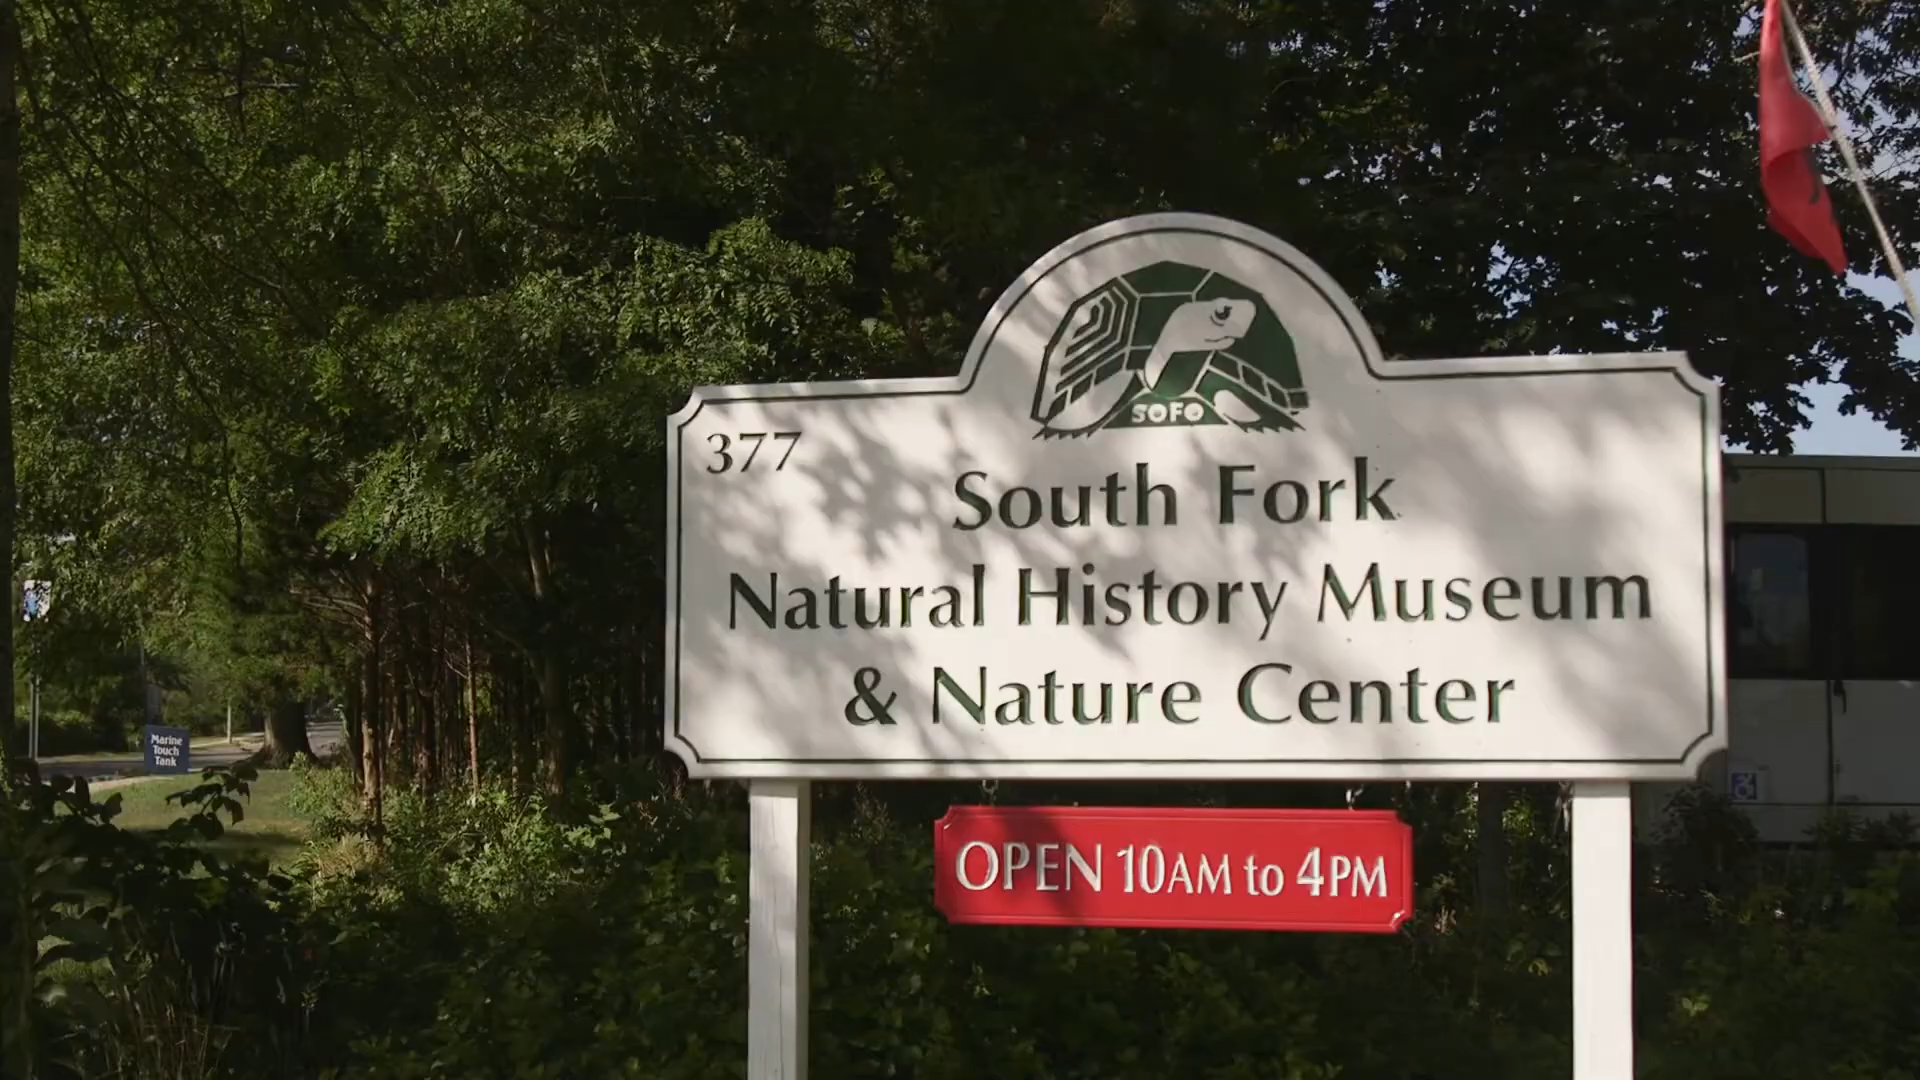 SOFO
377
South Fork
Natural History Museum
& Nature Center
OPEN 10AM to 4PM
Marine
Touch
Tank